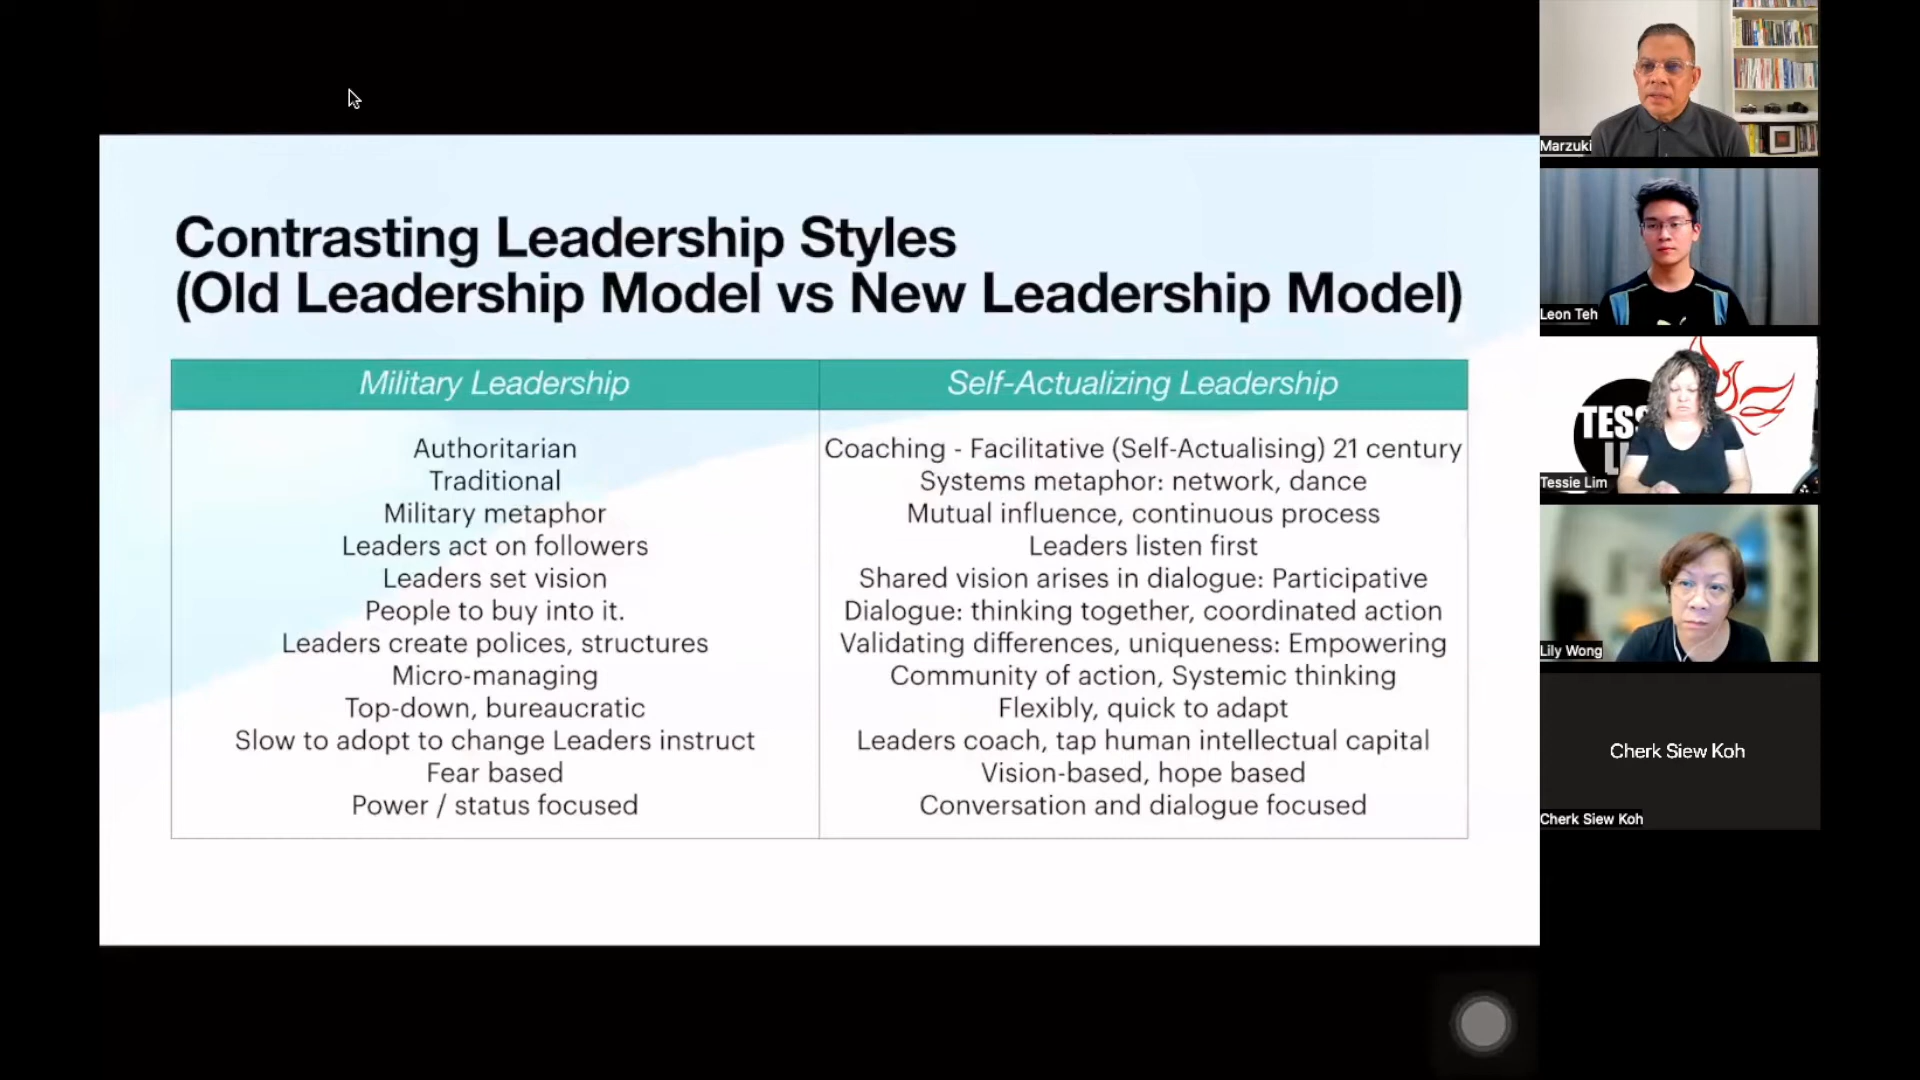 Contrasting Leadership Styles
(Old Leadership Model vs New Leadership Model)
Military Leadership
Authoritarian
Traditional
Military metaphor
Leaders act on followers
Leaders set vision
People to buy into it.
Leaders create polices, structures
Micro-managing
Top-down, bureaucratic
Slow to adopt to change Leaders instruct
Fear based
Power / status focused
Self-Actualizing Leadership
Coaching - Facilitative (Self-Actualising) 21 century
Systems metaphor: network, dance
Mutual influence, continuous process
Leaders listen first
Shared vision arises in dialogue: Participative
Dialogue: thinking together, coordinated action
Validating differences, uniqueness: Empowering
Community of action, Systemic thinking
Flexibly, quick to adapt
Leaders coach, tap human intellectual capital
Vision-based, hope based
Conversation and dialogue focused
Marzuki
Leon Teh
TESS
LI
Tessie Lim
Lily Wong
Cherk Siew Koh
Cherk Siew Koh